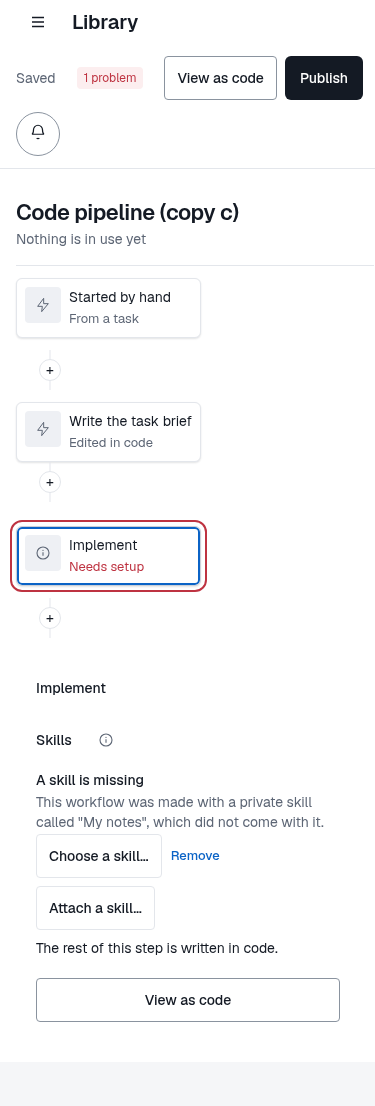 Library
Saved
1 problem
View as code
Publish
Code pipeline (copy c)
Nothing is in use yet
Started by hand
From a task
+
Write the task brief
Edited in code
+
Implement
Needs setup
+
Implement
Skills
A skill is missing
This workflow was made with a private skill
called "My notes", which did not come with it.
Choose a skill...
Remove
Attach a skill...
The rest of this step is written in code.
View as code